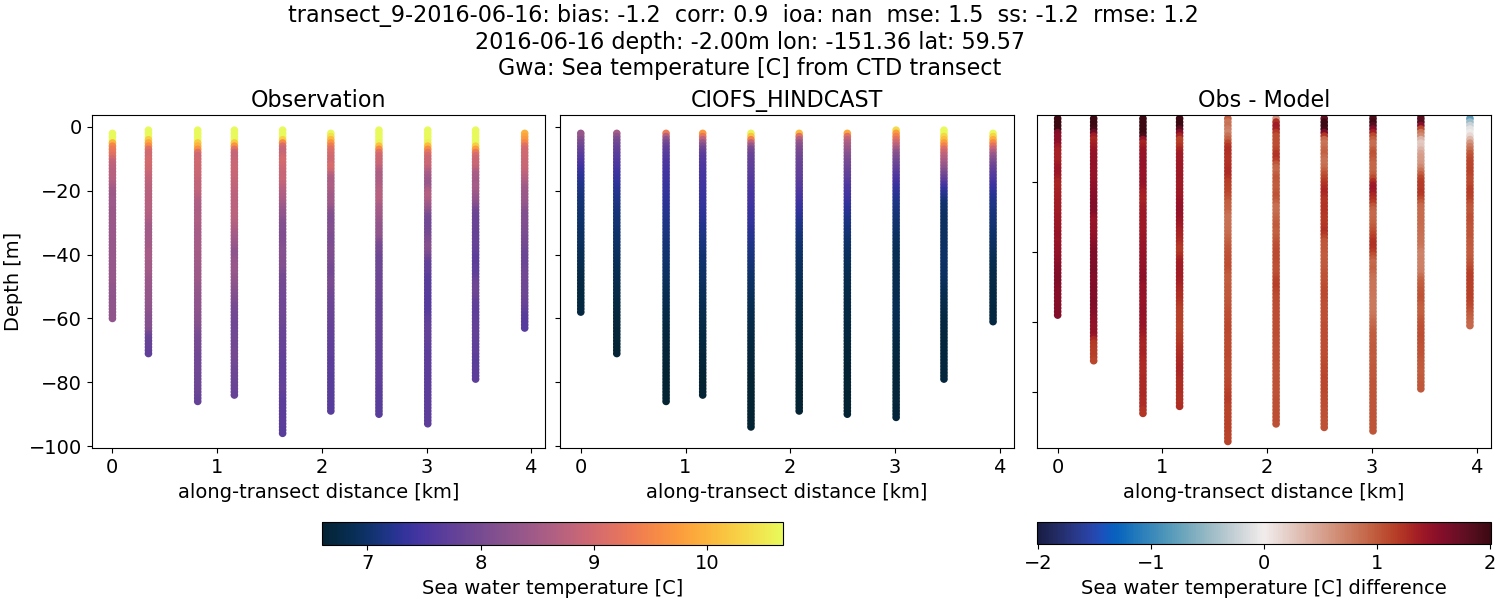 transect_9-2016-06-16: bias: -1.2  corr: 0.9  ioa: nan  mse: 1.5  ss: -1.2  rmse: 1.2
2016-06-16 depth: -2.00m lon: -151.36 lat: 59.57
Gwa: Sea temperature [C] from CTD transect
Observation
CIOFS_HINDCAST
Obs - Model
Depth [m]
0
−20
−40
−60
−80
−100
0 1 2 3 4
0 1 2 3 4
0 1 2 3 4
along-transect distance [km]
along-transect distance [km]
along-transect distance [km]
7 8 9 10
Sea water temperature [C]
−2 −1 0 1 2
Sea water temperature [C] difference